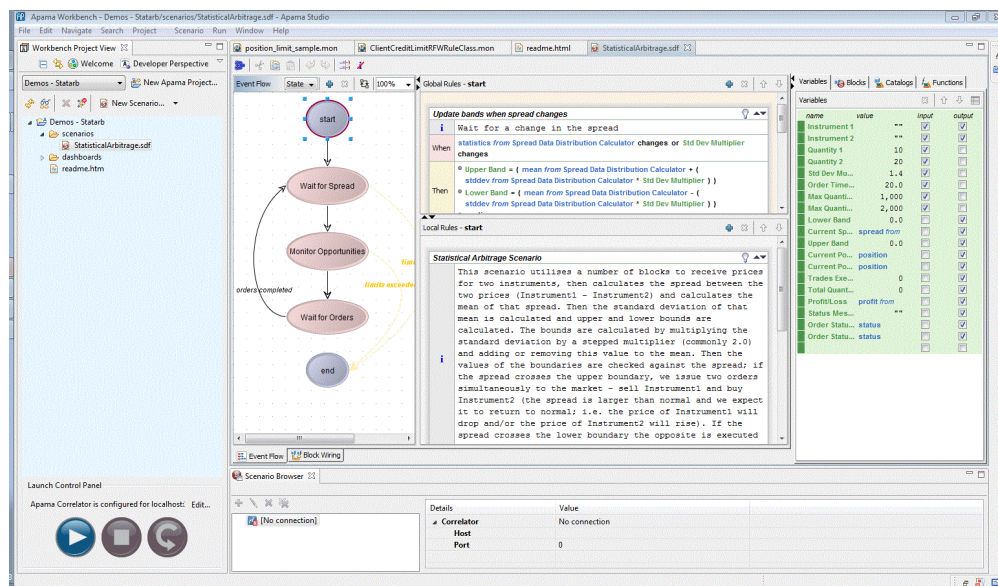 Apama Workbench - Demos - Statarb/scenarios/StatisticalArbitrage.sdf - Apama Studio
File Edit Navigate Search Project Scenario Run Window Help
Workbench Project View
Welcome Developer Perspective
Demos - Statarb New Apama Project...
New Scenario...
Demos - Statarb
scenarios
StatisticalArbitrage.sdf
dashboards
readme.htm
Launch Control Panel
Apama Correlator is configured for localhost: Edit...
position_limit_sample.mon ClientCreditLimitRFWRuleClass.mon readme.html StatisticalArbitrage.sdf
Event Flow State 100%
start
Wait for Spread
Monitor Opportunities
limits exceeded
orders completed
Wait for Orders
end
Event Flow Block Wiring
Global Rules - start
Update bands when spread changes
i Wait for a change in the spread
When statistics from Spread Data Distribution Calculator changes or Std Dev Multiplier
changes
Then Upper Band = ( mean from Spread Data Distribution Calculator + (
stddev from Spread Data Distribution Calculator * Std Dev Multiplier ) )
Lower Band = ( mean from Spread Data Distribution Calculator - (
stddev from Spread Data Distribution Calculator * Std Dev Multiplier ) )
Local Rules - start
Statistical Arbitrage Scenario
i
This scenario utilises a number of blocks to receive prices
for two instruments, then calculates the spread between the
two prices (Instrument1 - Instrument2) and calculates the
mean of that spread. Then the standard deviation of that
mean is calculated and upper and lower bounds are
calculated. The bounds are calculated by multiplying the
standard deviation by a stepped multiplier (commonly 2.0)
and adding or removing this value to the mean. Then the
values of the boundaries are checked against the spread; if
the spread crosses the upper boundary, we issue two orders
simultaneously to the market - sell Instrument1 and buy
Instrument2 (the spread is larger than normal and we expect
it to return to normal; i.e. the price of Instrument1 will
drop and/or the price of Instrument2 will rise). If the
spread crosses the lower boundary the opposite is executed
Variables Blocks Catalogs Functions
Variables
name value input output
Instrument 1 ""
Instrument 2 ""
Quantity 1 10
Quantity 2 20
Std Dev Mu... 1.4
Order Time... 20.0
Max Quanti... 1,000
Max Quanti... 2,000
Lower Band 0.0
Current Sp... spread from
Upper Band 0.0
Current Po... position
Current Po... position
Trades Exe... 0
Total Quant... 0
Profit/Loss profit from
Status Mes... ""
Order Statu... status
Order Statu... status
Scenario Browser
[No connection]
Details Value
Correlator No connection
Host
Port 0